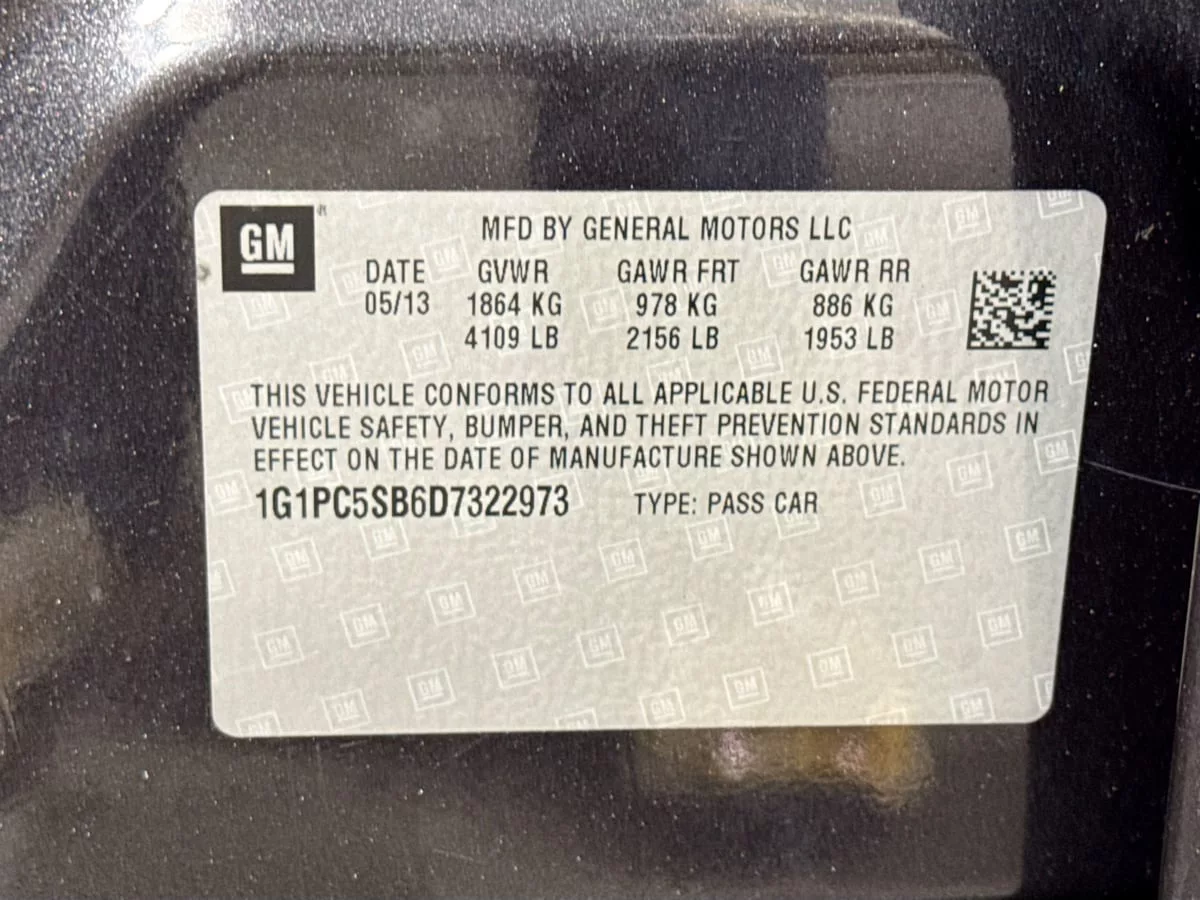 GM
MFD BY GENERAL MOTORS LLC
DATE GVWR GAWR FRT GAWR RR
05/13 1864 KG 978 KG 886 KG
4109 LB 2156 LB 1953 LB
THIS VEHICLE CONFORMS TO ALL APPLICABLE U.S. FEDERAL MOTOR
VEHICLE SAFETY, BUMPER, AND THEFT PREVENTION STANDARDS IN
EFFECT ON THE DATE OF MANUFACTURE SHOWN ABOVE.
1G1PC5SB6D7322973 TYPE: PASS CAR